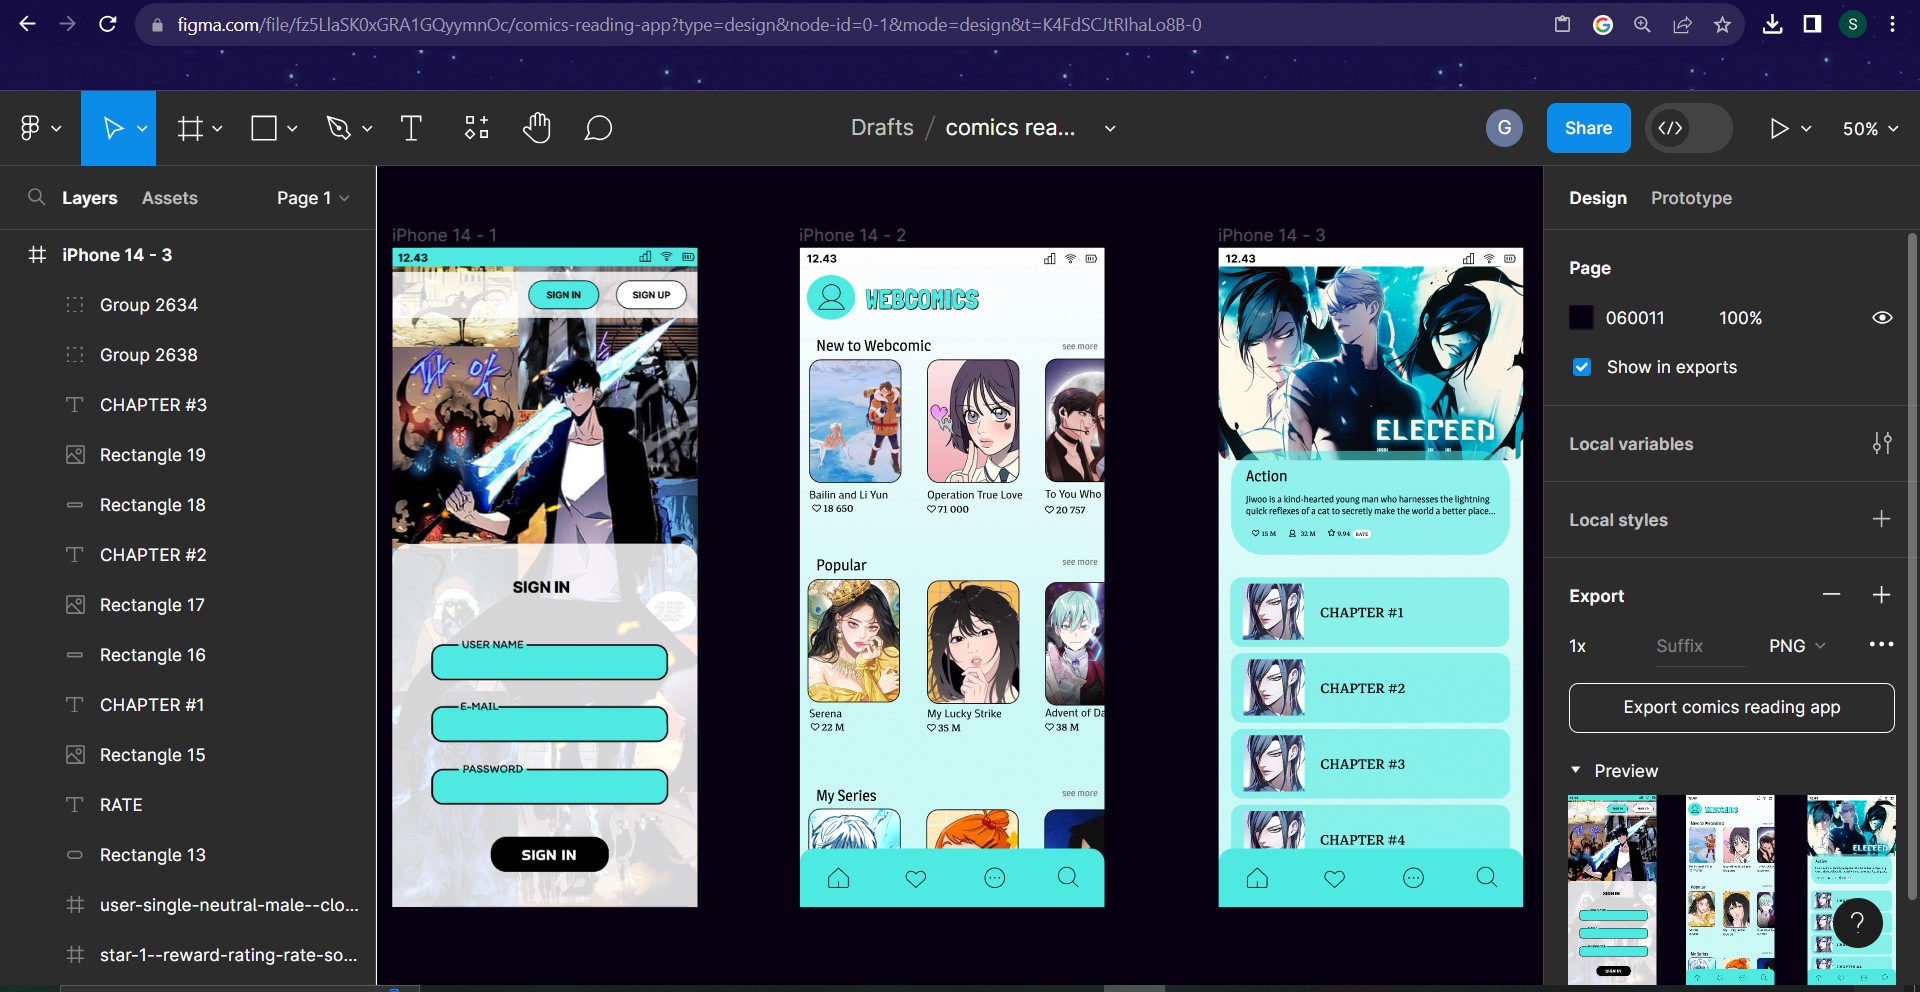 figma.com/file/fz5LlaSK0xGRA1GQyymnOc/comics-reading-app?type=design&node-id=0-1&mode=design&t=K4FdSCJtRIhaLo8B-0
S
Drafts / comics rea...
G
Share
50%
Layers
Assets
Page 1
iPhone 14 - 3
Group 2634
Group 2638
CHAPTER #3
Rectangle 19
Rectangle 18
CHAPTER #2
Rectangle 17
Rectangle 16
CHAPTER #1
Rectangle 15
RATE
Rectangle 13
user-single-neutral-male--clo...
star-1--reward-rating-rate-so...
iPhone 14 - 1
12.43
SIGN IN
SIGN UP
SIGN IN
USER NAME
E-MAIL
PASSWORD
SIGN IN
iPhone 14 - 2
12.43
WEBCOMICS
New to Webcomic
see more
Bailin and Li Yun
18 650
Operation True Love
71 000
To You Who
20 757
Popular
see more
Serena
22 M
My Lucky Strike
35 M
Advent of Da
38 M
My Series
see more
iPhone 14 - 3
12.43
ELECEED
Action
Jiwoo is a kind-hearted young man who harnesses the lightning
quick reflexes of a cat to secretly make the world a better place...
15 M
32 M
9.94
RATE
CHAPTER #1
CHAPTER #2
CHAPTER #3
CHAPTER #4
Design
Prototype
Page
060011
100%
Show in exports
Local variables
Local styles
Export
1x
Suffix
PNG
Export comics reading app
Preview
?